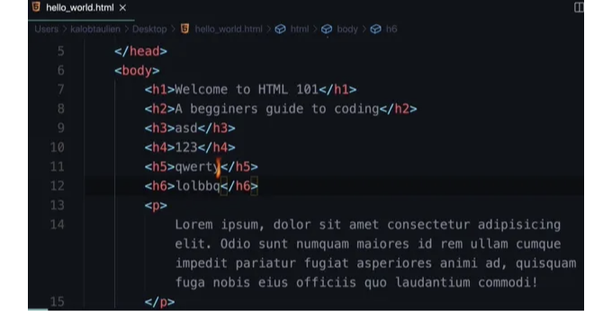 hello_world.html ×
Users > kalobtaulien > Desktop > hello_world.html > html > body > h6
5 </head>
6 <body>
7 <h1>Welcome to HTML 101</h1>
8 <h2>A begginers guide to coding</h2>
9 <h3>asd</h3>
10 <h4>123</h4>
11 <h5>qwerty</h5>
12 <h6>lolbbq</h6>
13 <p>
14 Lorem ipsum, dolor sit amet consectetur adipisicing
elit. Odio sunt numquam maiores id rem ullam cumque
impedit pariatur fugiat asperiores animi ad, quisquam
fuga nobis eius officiis quo laudantium commodi!
15 </p>